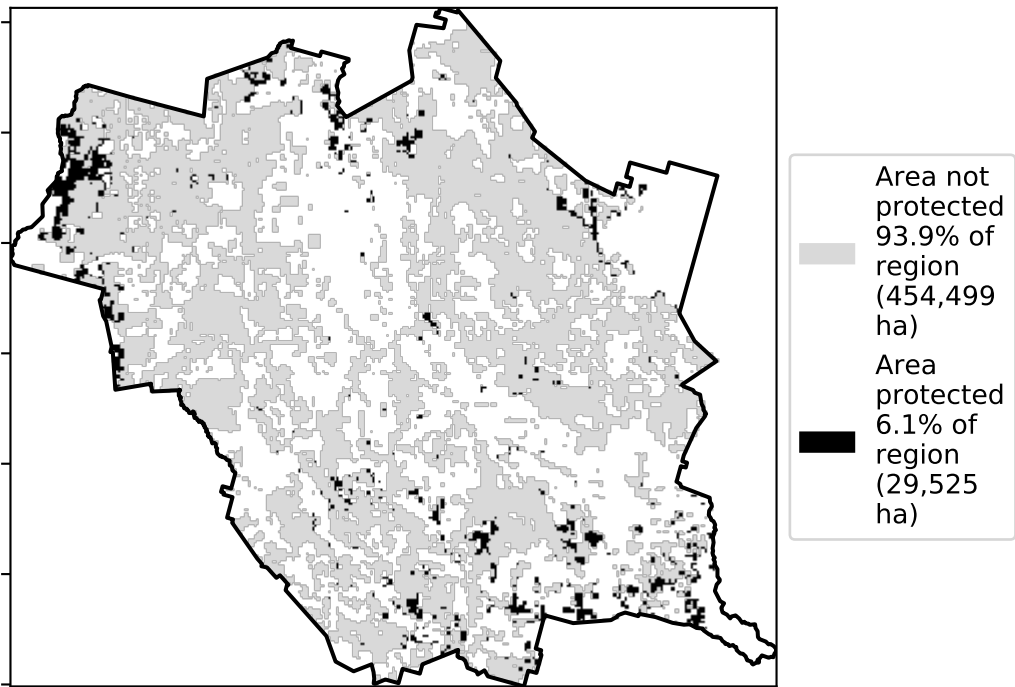 Area not
protected
93.9% of
region
(454,499
ha)
Area
protected
6.1% of
region
(29,525
ha)